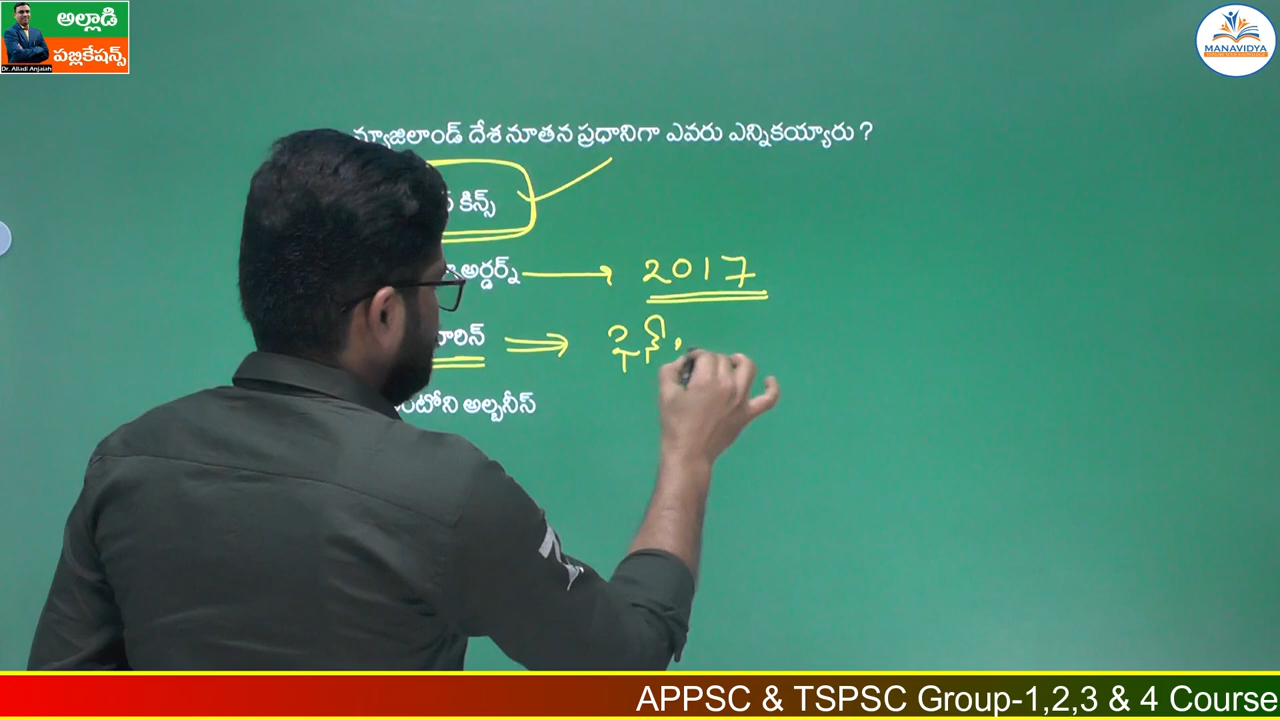 అల్లాడి
పబ్లికేషన్స్
Dr. Alladi Anjaiah
MANAVIDYA
న్యూజిలాండ్ దేశ నూతన ప్రధానిగా ఎవరు ఎన్నికయ్యారు ?
కిన్స్
అర్డర్న్ 2017
అల్బనీస్
APPSC & TSPSC Group-1,2,3 & 4 Course